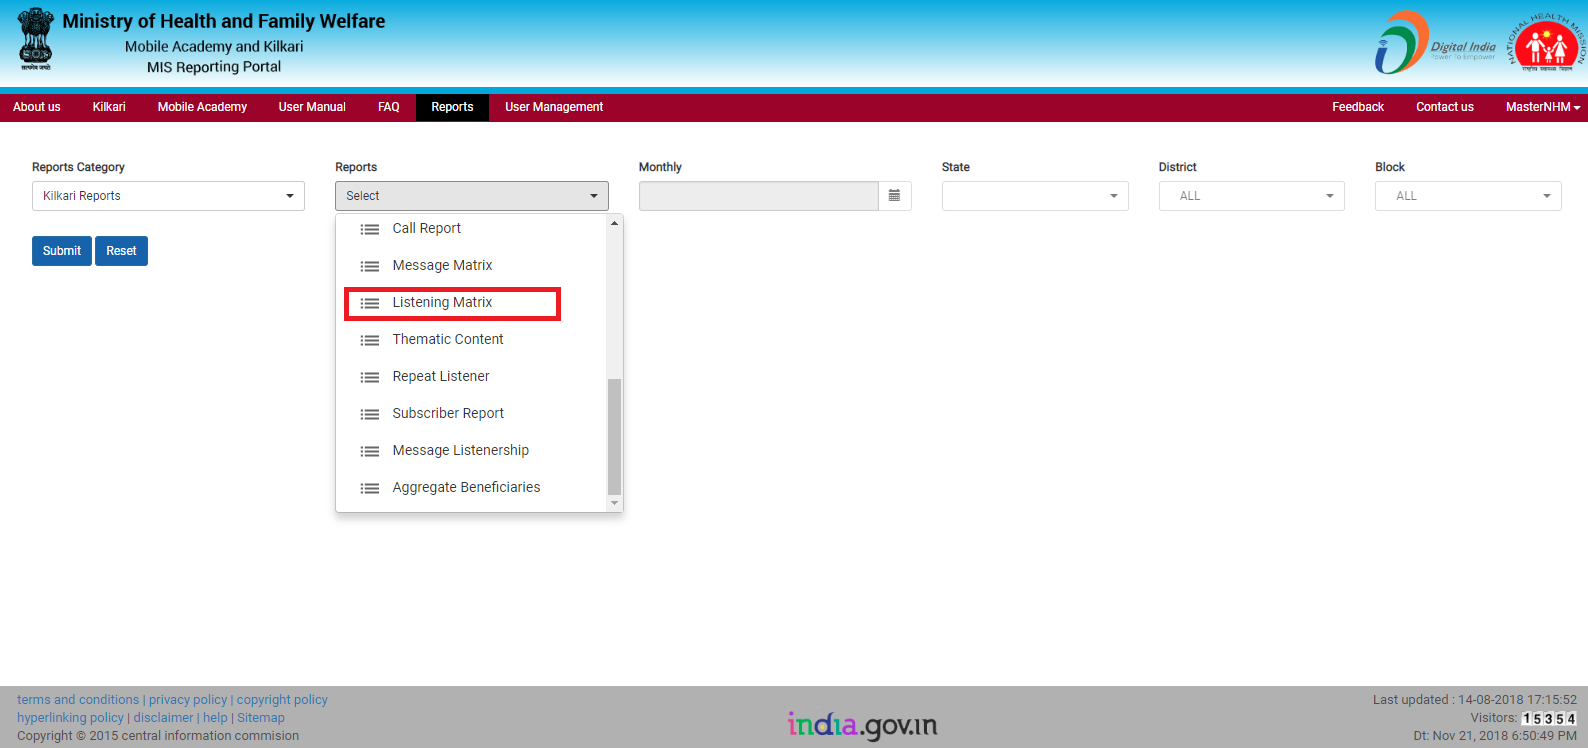 Ministry of Health and Family Welfare
Mobile Academy and Kilkari
MIS Reporting Portal
सत्यमेव जयते
Digital India
Power To Empower
NATIONAL HEALTH MISSION
राष्ट्रीय स्वास्थ्य मिशन
About us Kilkari Mobile Academy User Manual FAQ Reports User Management Feedback Contact us MasterNHM
Reports Category Reports Monthly State District Block
Kilkari Reports Select ALL ALL
Submit Reset
Call Report
Message Matrix
Listening Matrix
Thematic Content
Repeat Listener
Subscriber Report
Message Listenership
Aggregate Beneficiaries
terms and conditions | privacy policy | copyright policy
hyperlinking policy | disclaimer | help | Sitemap
Copyright © 2015 central information commision
india.gov.in
Last updated : 14-08-2018 17:15:52
Visitors: 15354
Dt: Nov 21, 2018 6:50:49 PM